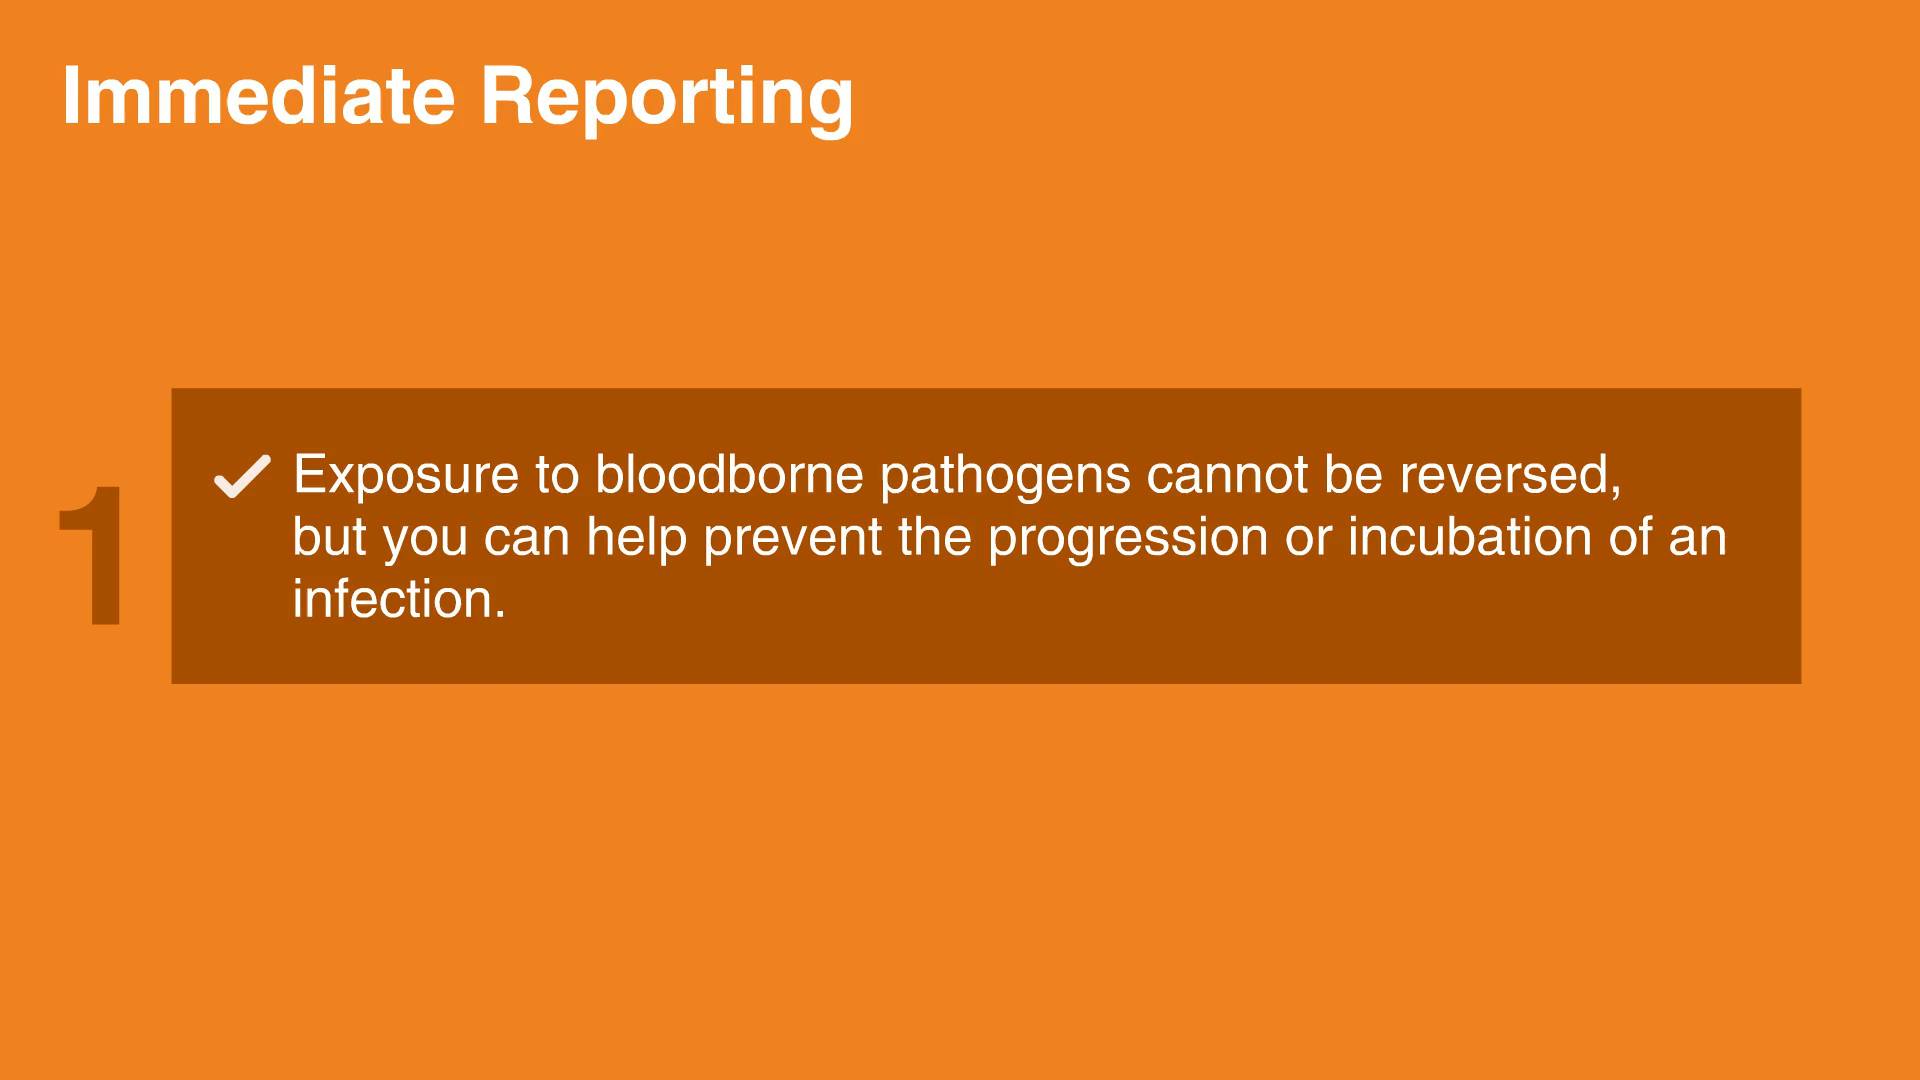 Immediate Reporting
1
Exposure to bloodborne pathogens cannot be reversed,
but you can help prevent the progression or incubation of an
infection.